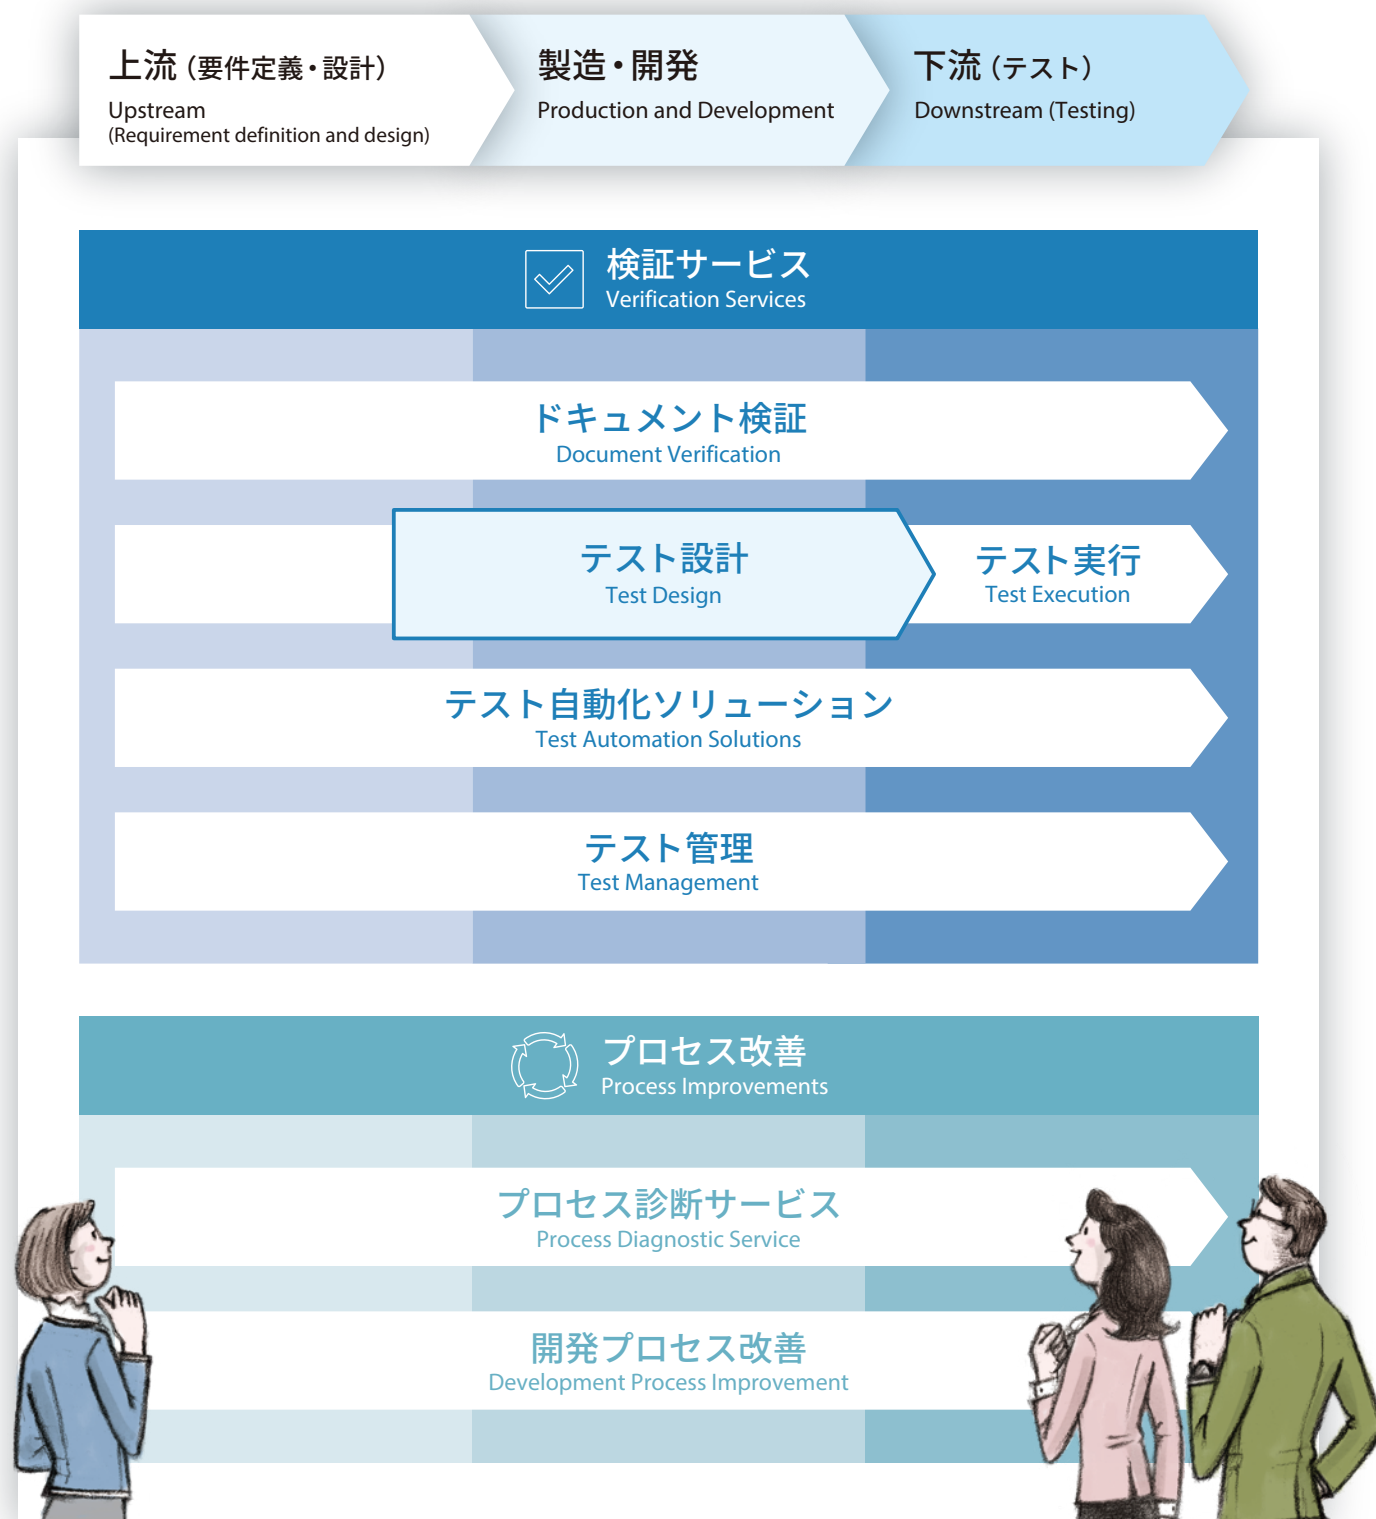 上流（要件定義・設計）
Upstream
(Requirement definition and design)
製造・開発
Production and Development
下流（テスト）
Downstream (Testing)
検証サービス
Verification Services
ドキュメント検証
Document Verification
テスト設計
Test Design
テスト実行
Test Execution
テスト自動化ソリューション
Test Automation Solutions
テスト管理
Test Management
プロセス改善
Process Improvements
プロセス診断サービス
Process Diagnostic Service
開発プロセス改善
Development Process Improvement